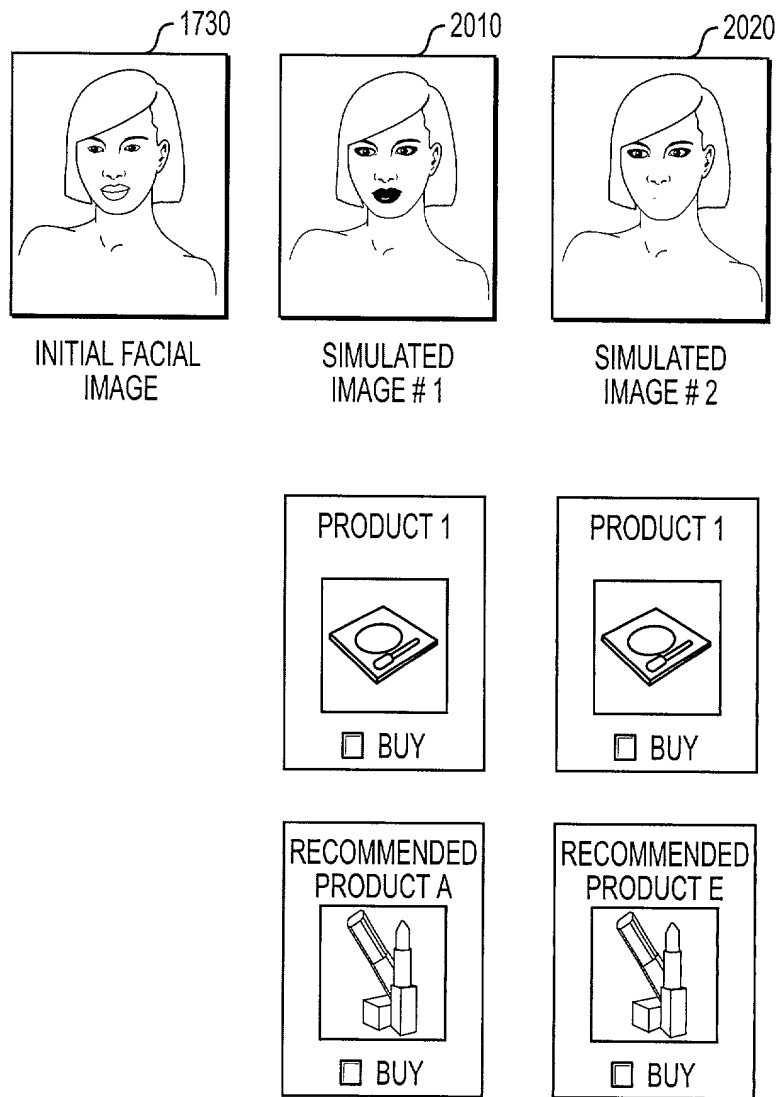 1730
2010
2020
INITIAL FACIAL
IMAGE
SIMULATED
IMAGE # 1
SIMULATED
IMAGE # 2
PRODUCT 1
BUY
PRODUCT 1
BUY
RECOMMENDED
PRODUCT A
BUY
RECOMMENDED
PRODUCT E
BUY